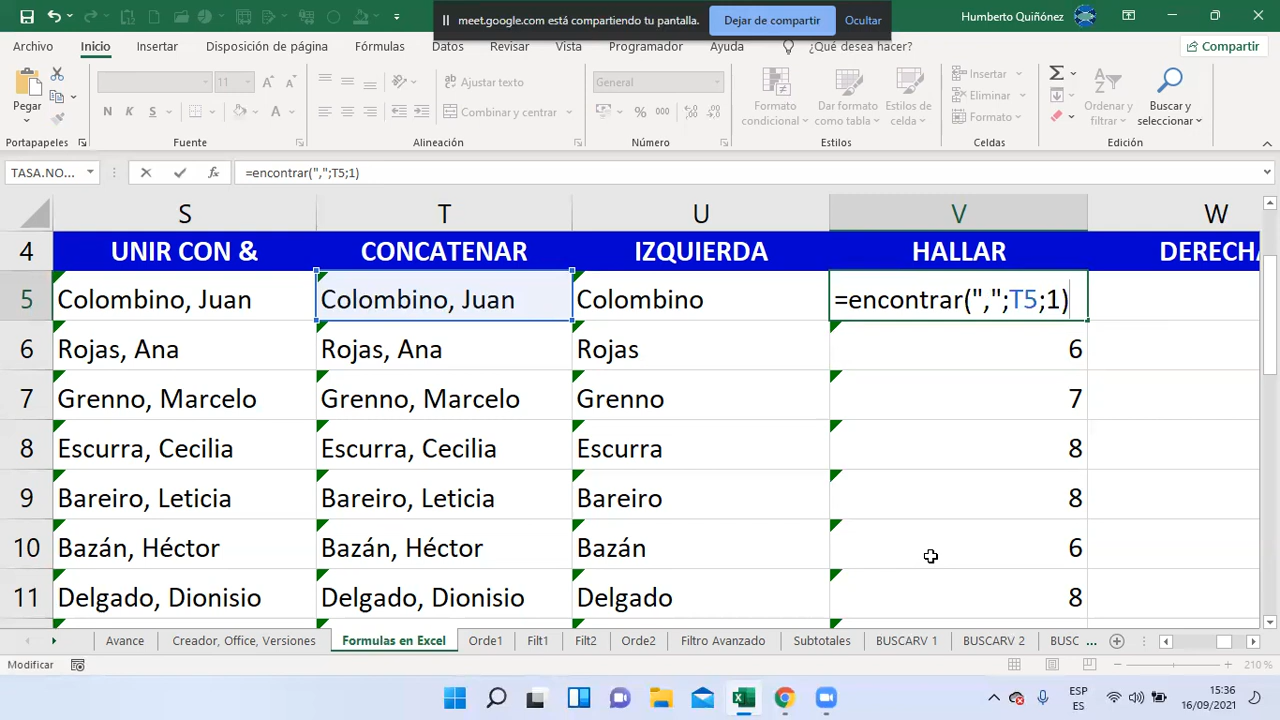 meet.google.com está compartiendo tu pantalla. Dejar de compartir Ocultar
Humberto Quiñónez
Archivo Inicio Insertar Disposición de página Fórmulas Datos Revisar Vista Programador Ayuda ¿Qué desea hacer? Compartir
Pegar
11
N K S
Ajustar texto
Combinar y centrar
General
% 000
Formato condicional
Dar formato como tabla
Estilos de celda
Insertar
Eliminar
Formato
Ordenar y filtrar
Buscar y seleccionar
Portapapeles Fuente Alineación Número Estilos Celdas Edición
TASA.NO... fx =encontrar(",";T5;1)
S T U V W
4 UNIR CON & CONCATENAR IZQUIERDA HALLAR DERECHA
5 Colombino, Juan Colombino, Juan Colombino =encontrar(",";T5;1)
6 Rojas, Ana Rojas, Ana Rojas 6
7 Grenno, Marcelo Grenno, Marcelo Grenno 7
8 Escurra, Cecilia Escurra, Cecilia Escurra 8
9 Bareiro, Leticia Bareiro, Leticia Bareiro 8
10 Bazán, Héctor Bazán, Héctor Bazán 6
11 Delgado, Dionisio Delgado, Dionisio Delgado 8
Avance Creador, Office, Versiones Formulas en Excel Orde1 Filt1 Filt2 Orde2 Filtro Avanzado Subtotales BUSCARV 1 BUSCARV 2 BUSC ...
Modificar 210 %
ESP
ES
15:36
16/09/2021